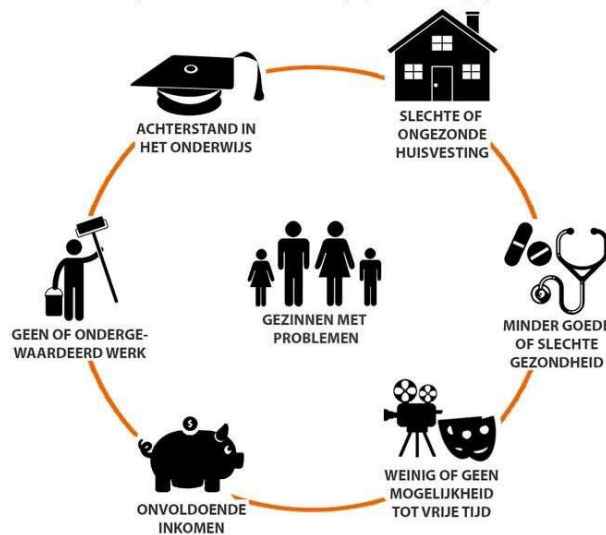 ACHTERSTAND IN
HET ONDERWIJS
SLECHTE OF
ONGEZONDE
HUISVESTING
GEEN OF ONDERGE-
WAARDEERD WERK
GEZINNEN MET
PROBLEMEN
MINDER GOEDE
OF SLECHTE
GEZONDHEID
ONVOLDOENDE
INKOMEN
$
WEINIG OF GEEN
MOGELIJKHEID
TOT VRIJE TIJD